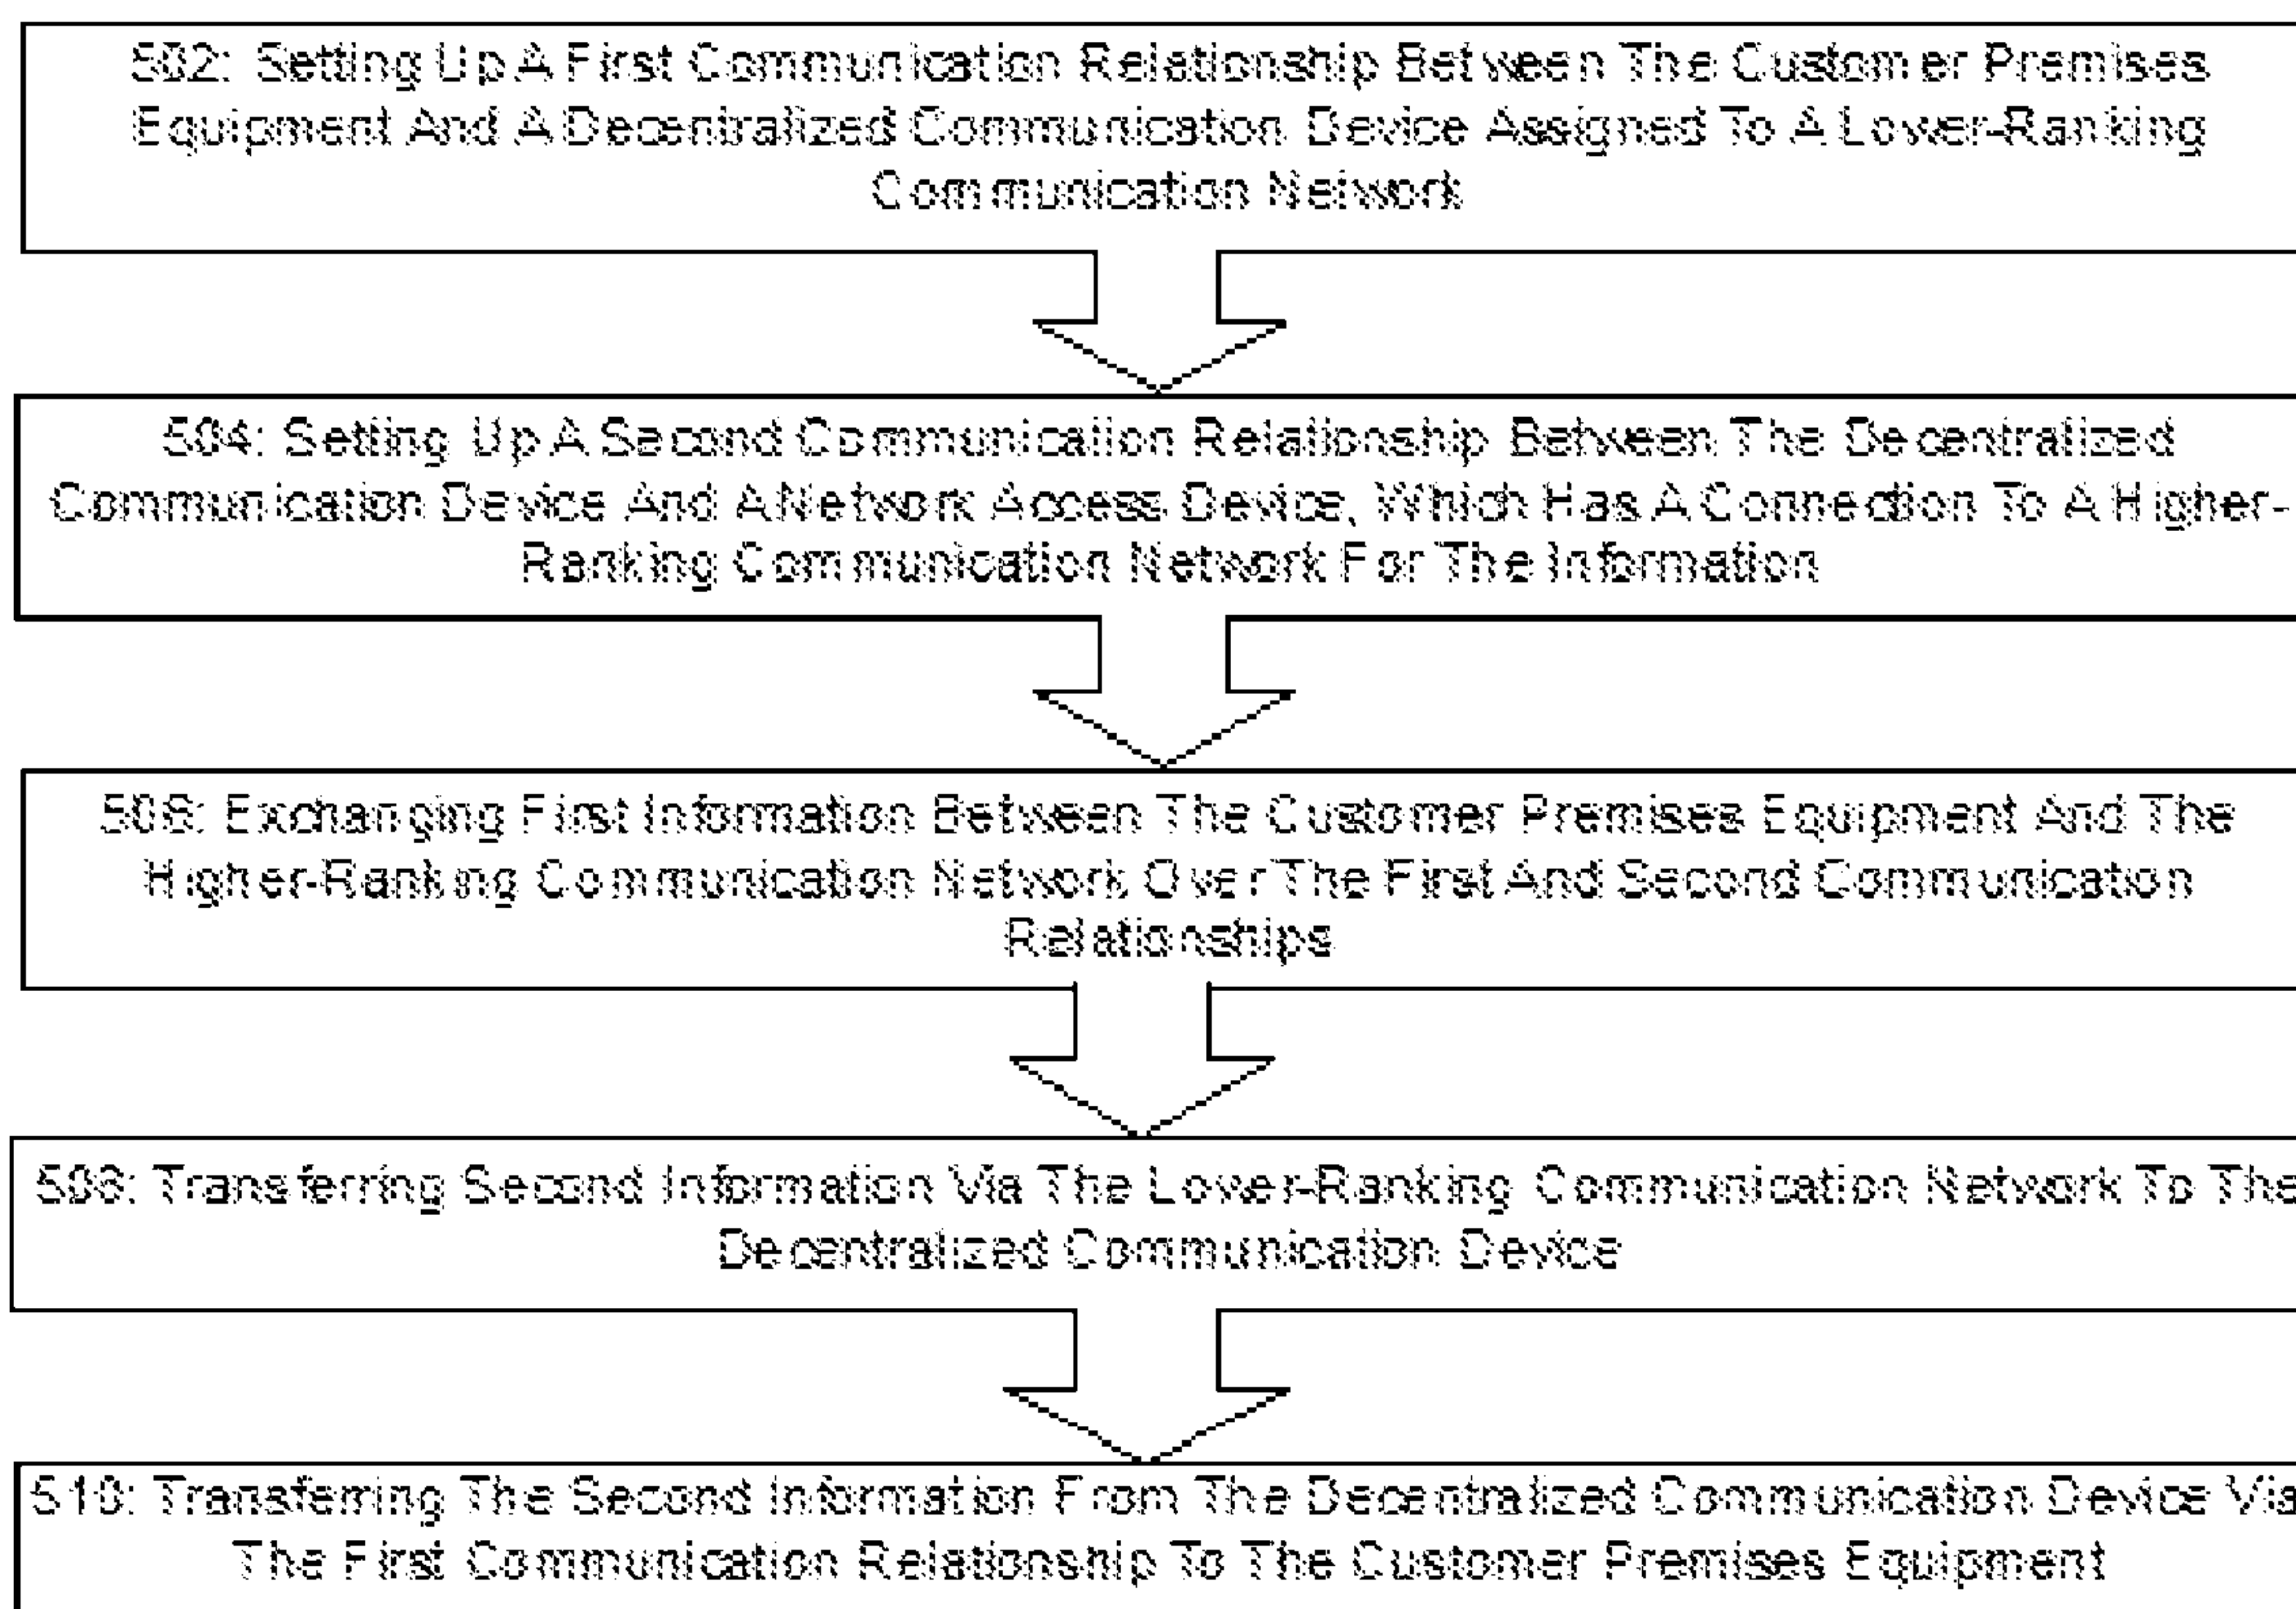 502: Setting Up A First Communication Relationship Between The Customer Premises
Equipment And A Decentralized Communication Device Assigned To A Lower-Ranking
Communication Network
504: Setting Up A Second Communication Relationship Between The Decentralized
Communication Device And A Network Access Device, Which Has A Connection To A Higher-
Ranking Communication Network For The Information
506: Exchanging First Information Between The Customer Premises Equipment And The
Higher-Ranking Communication Network Over The First And Second Communication
Relationships
508: Transferring Second Information Via The Lower-Ranking Communication Network To The
Decentralized Communication Device
510: Transferring The Second Information From The Decentralized Communication Device Via
The First Communication Relationship To The Customer Premises Equipment